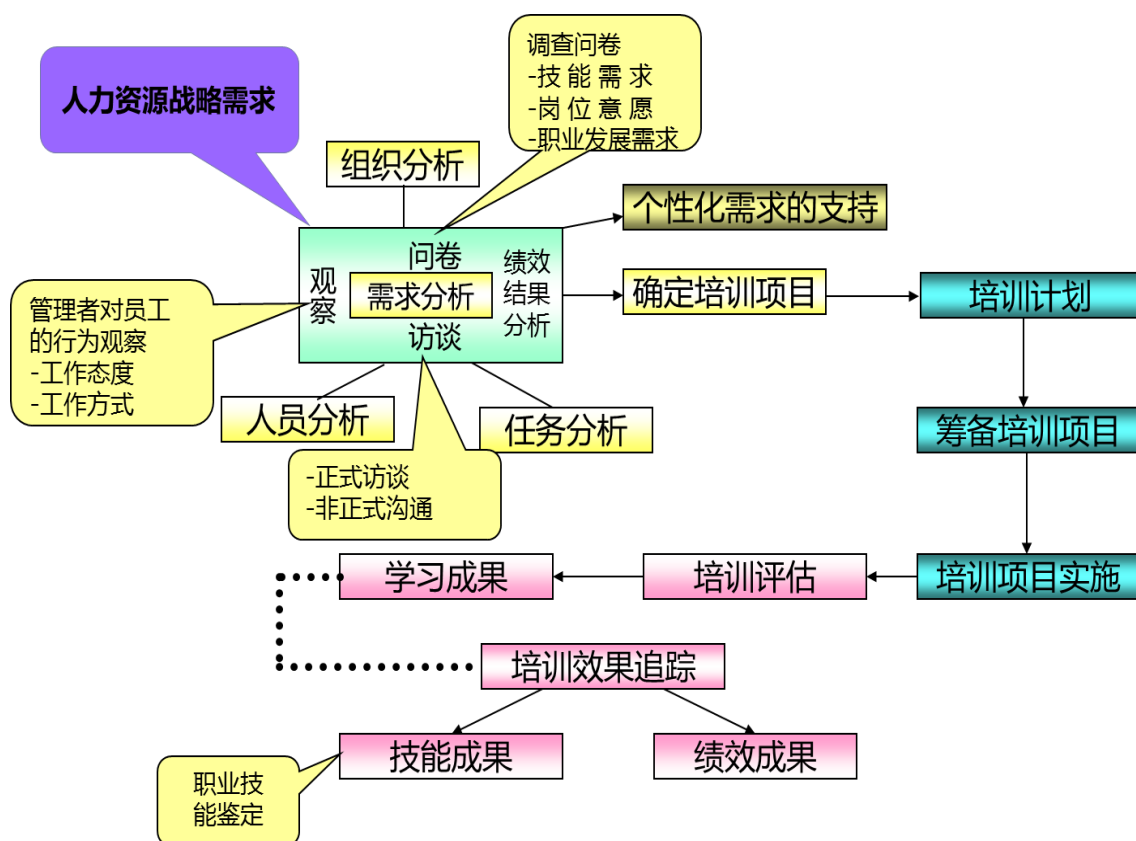 人力资源战略需求
调查问卷
-技 能 需 求
-岗 位 意 愿
-职业发展需求
组织分析
个性化需求的支持
观
察
问卷
需求分析
访谈
绩效
结果
分析
确定培训项目
培训计划
管理者对员工
的行为观察
-工作态度
-工作方式
人员分析
任务分析
筹备培训项目
-正式访谈
-非正式沟通
学习成果
培训评估
培训项目实施
培训效果追踪
技能成果
绩效成果
职业技
能鉴定